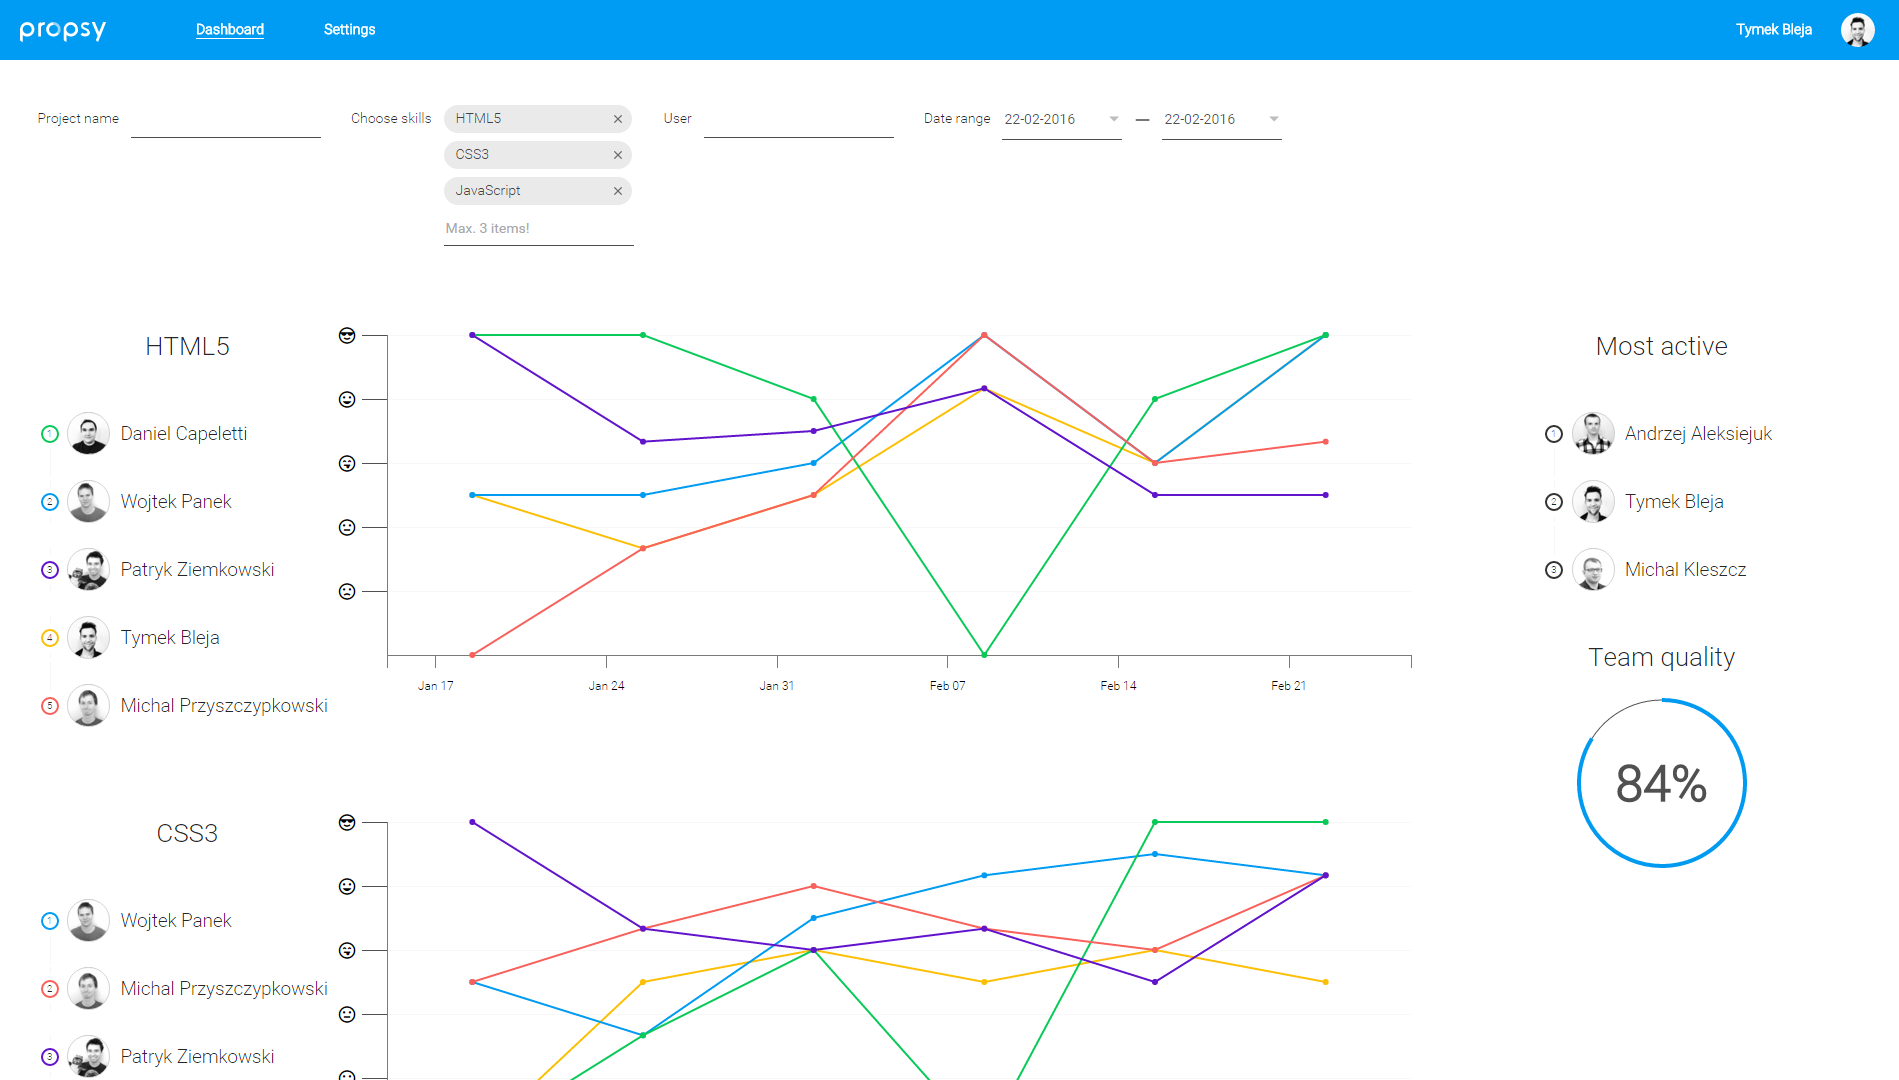 propsy
Dashboard
Settings
Tymek Bleja
Project name
Choose skills
HTML5
CSS3
JavaScript
Max. 3 items!
User
Date range
22-02-2016
—
22-02-2016
HTML5
1
Daniel Capeletti
2
Wojtek Panek
3
Patryk Ziemkowski
4
Tymek Bleja
5
Michal Przyszczypkowski
Jan 17
Jan 24
Jan 31
Feb 07
Feb 14
Feb 21
Most active
1
Andrzej Aleksiejuk
2
Tymek Bleja
3
Michal Kleszcz
Team quality
84%
CSS3
1
Wojtek Panek
2
Michal Przyszczypkowski
3
Patryk Ziemkowski